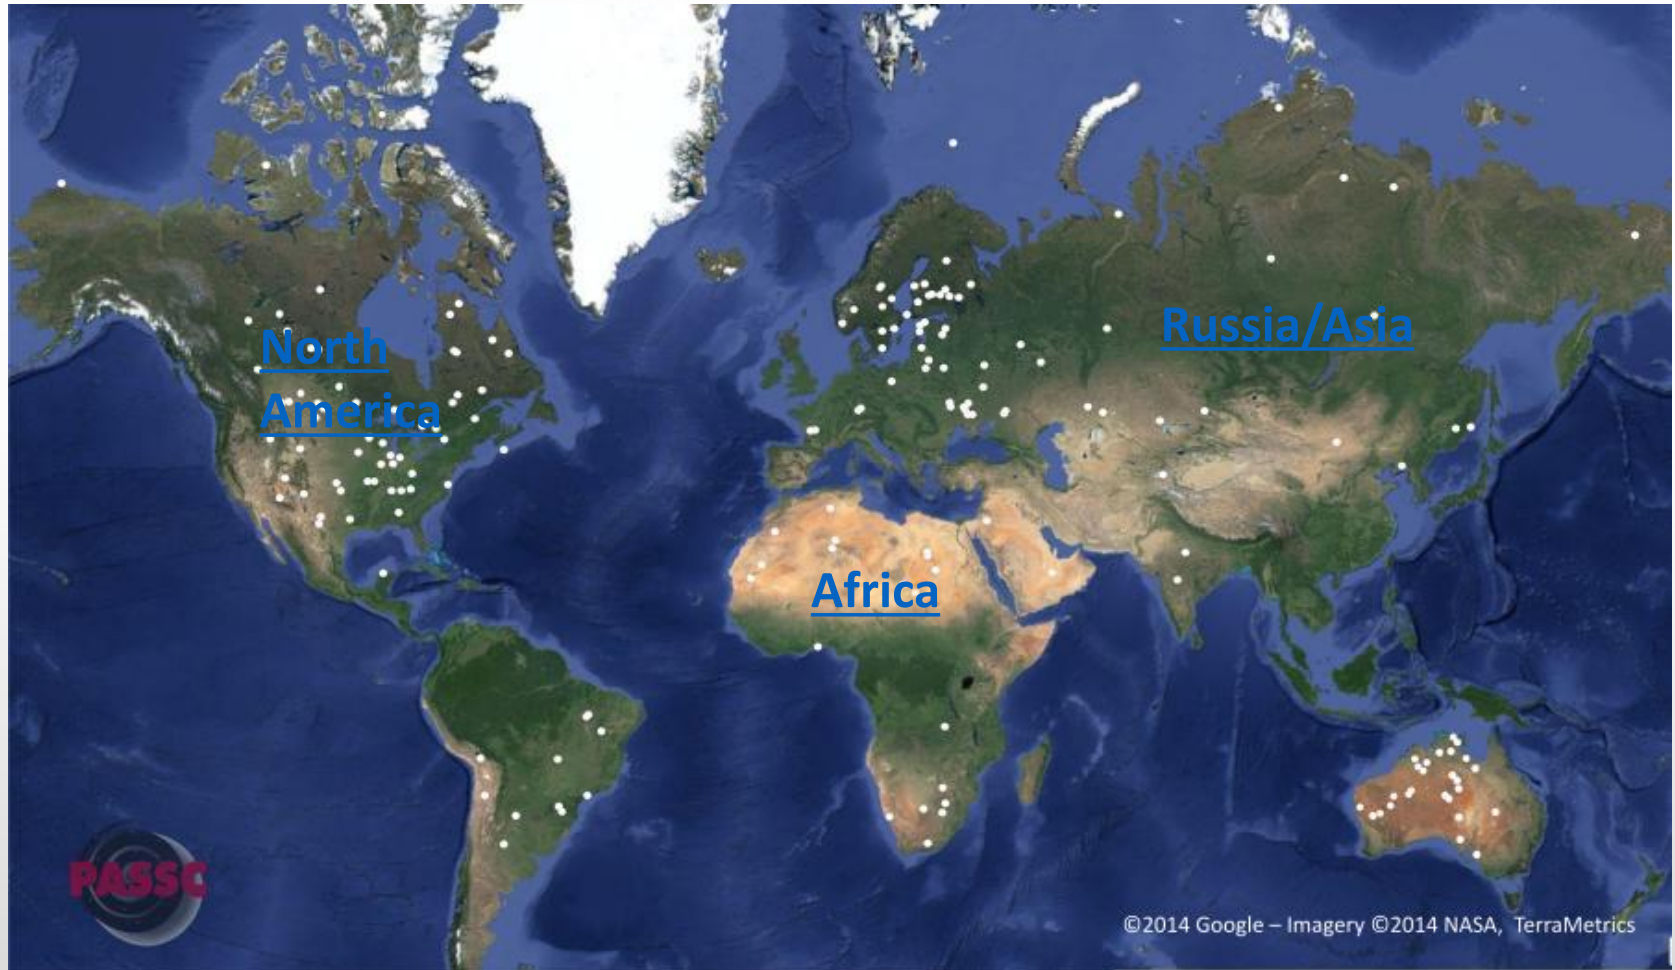 Russia/Asia
North
America
Africa
PASSC
©2014 Google – Imagery ©2014 NASA, TerraMetrics